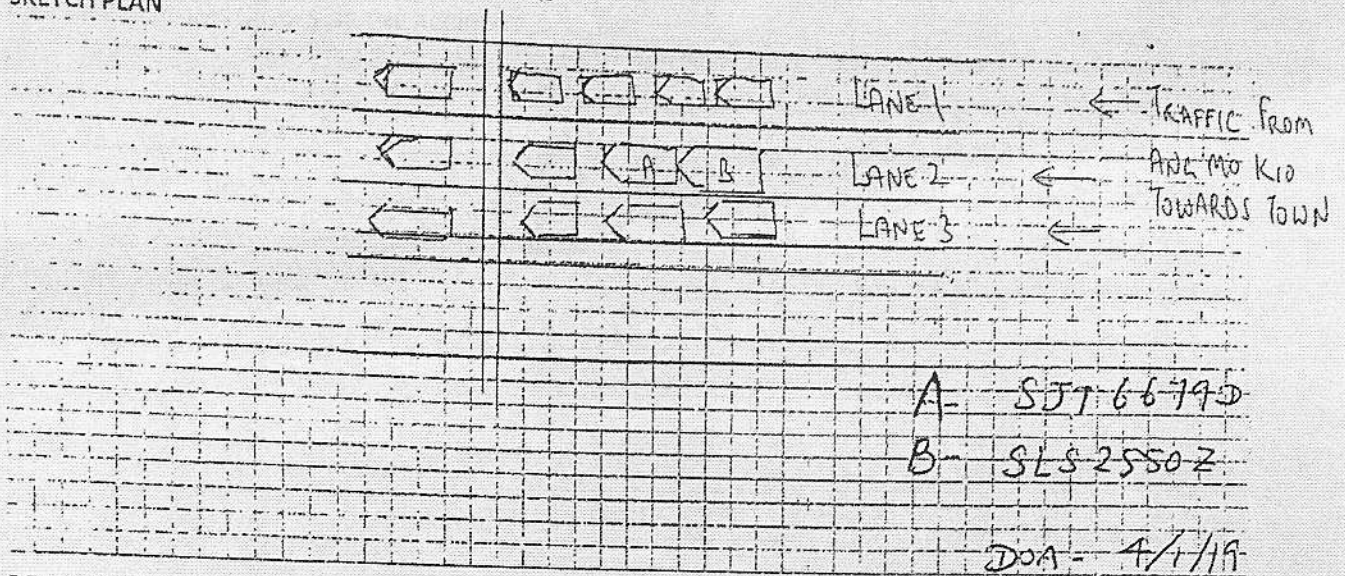 SKETCH PLAN
LANE 1
← TRAFFIC FROM
A
B
LANE 2
← ANG MO KIO
TOWARDS TOWN
LANE 3
←
A - SJT 6679D
B - SLS 2550Z
DOA - 4/1/19